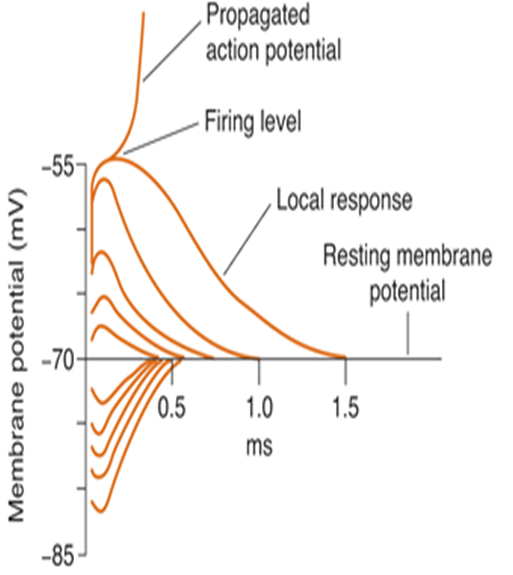 Propagated
action potential
Firing level
–55
Local response
Resting membrane
potential
Membrane potential (mV)
–70
0.5 1.0 1.5
ms
–85